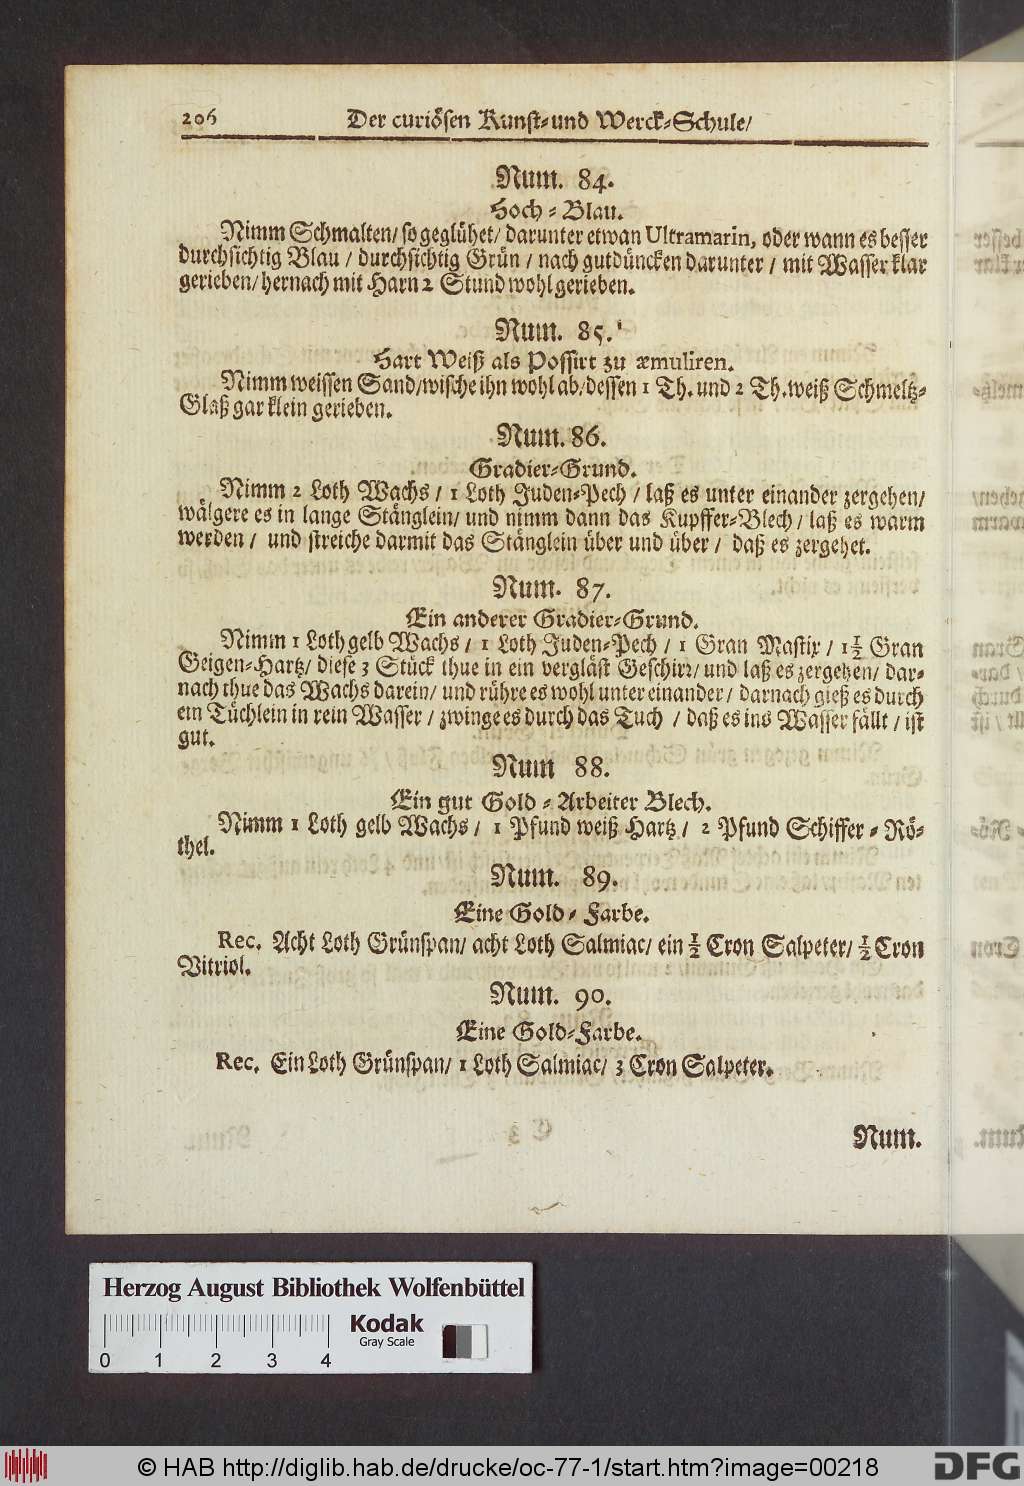 206 Der curiösen Kunst- und Werck-Schule/
Num. 84.
Hoch-Blau.
Nimm Schmalten/ so geglühet/ darunter etwan Ultramarin, oder wann es besser
durchsichtig Blau / durchsichtig Grün / nach gutdüncken darunter / mit Wasser klar
gerieben/ hernach mit Harn 2 Stund wohl gerieben.
Num. 85.
Hart Weiß als Possirt zu æmuliren.
Nimm weissen Sand/ wische ihn wohl ab/ dessen 1 Th. und 2 Th. weiß Schmeltz-
Glaß gar klein gerieben.
Num. 86.
Gradier-Grund.
Nimm 2 Loth Wachs / 1 Loth Juden-Pech / laß es unter einander zergehen/
wälgere es in lange Stänglein/ und nimm dann das Kupffer-Blech / laß es warm
werden / und streiche darmit das Stänglein über und über / daß es zergehet.
Num. 87.
Ein anderer Gradier-Grund.
Nimm 1 Loth gelb Wachs / 1 Loth Juden-Pech / 1 Gran Mastix / 1 1/2 Gran
Geigen-Hartz/ diese 3 Stück thue in ein vergläst Geschirr/ und laß es zergehen/ dar-
nach thue das Wachs darein/ und rühre es wohl unter einander / darnach gieß es durch
ein Tüchlein in rein Wasser / zwinge es durch das Tuch / daß es ins Wasser fällt / ist
gut.
Num 88.
Ein gut Gold-Arbeiter Blech.
Nimm 1 Loth gelb Wachs / 1 Pfund weiß Hartz / 2 Pfund Schiffer-Rö-
thel.
Num. 89.
Eine Gold-Farbe.
Rec. Acht Loth Grünspan/ acht Loth Salmiac/ ein 1/2 Cron Salpeter/ 1/2 Cron
Vitriol.
Num. 90.
Eine Gold-Farbe.
Rec. Ein Loth Grünspan/ 1 Loth Salmiac/ 3 Cron Salpeter.
Num.
Herzog August Bibliothek Wolfenbüttel
Kodak
Gray Scale
0 1 2 3 4
© HAB http://diglib.hab.de/drucke/oc-77-1/start.htm?image=00218
DFG